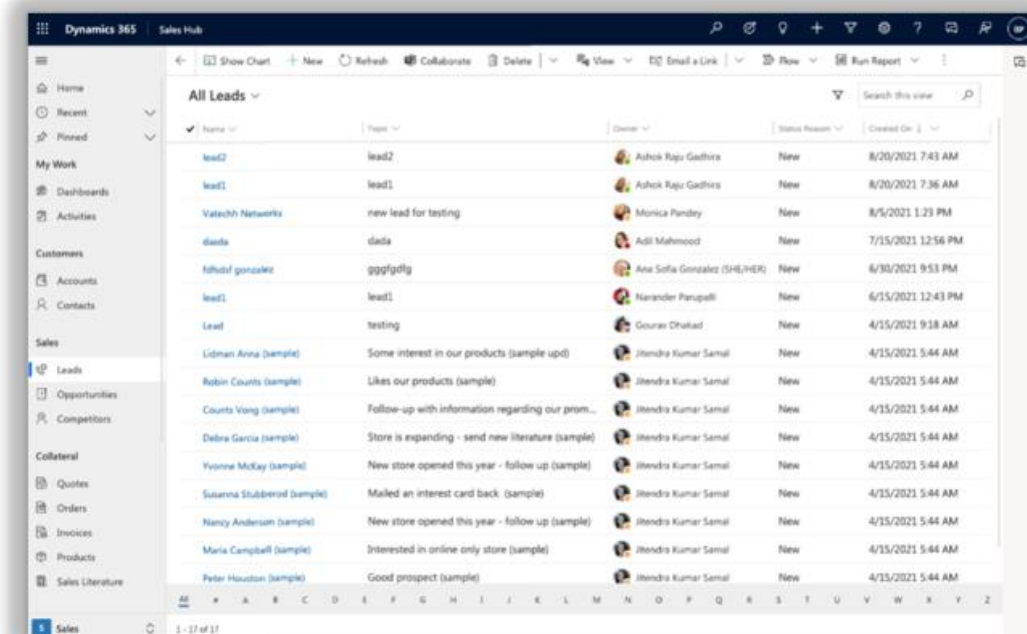 Dynamics 365 Sales Hub
Show Chart New Refresh Collaborate Delete View Email a Link Flow Run Report
Home
Recent
Pinned
My Work
Dashboards
Activities
Customers
Accounts
Contacts
Sales
Leads
Opportunities
Competitors
Collateral
Quotes
Orders
Invoices
Products
Sales Literature
Sales
All Leads Search this view
Name Topic Owner Status Reason Created On
lead2 lead2 Ashok Raju Gadhira New 8/20/2021 7:43 AM
lead1 lead1 Ashok Raju Gadhira New 8/20/2021 7:36 AM
Vatechh Networks new lead for testing Monica Pandey New 8/5/2021 1:23 PM
dada Adil Mahmood New 7/15/2021 12:56 PM
gonzalez gggfgdfg Ana Sofia Gonzalez (SHE/HER) New 6/30/2021 9:53 PM
lead1 lead1 Narander Parupalli New 6/15/2021 12:43 PM
Lead testing Gourav Dhakad New 4/15/2021 9:18 AM
Lidman Anna (sample) Some interest in our products (sample upd) Jitendra Kumar Samal New 4/15/2021 5:44 AM
Robin Counts (sample) Likes our products (sample) Jitendra Kumar Samal New 4/15/2021 5:44 AM
Counts Vong (sample) Follow-up with information regarding our prom... Jitendra Kumar Samal New 4/15/2021 5:44 AM
Debra Garcia (sample) Store is expanding - send new literature (sample) Jitendra Kumar Samal New 4/15/2021 5:44 AM
Yvonne McKay (sample) New store opened this year - follow up (sample) Jitendra Kumar Samal New 4/15/2021 5:44 AM
Susanna Stubberod (sample) Mailed an interest card back (sample) Jitendra Kumar Samal New 4/15/2021 5:44 AM
Nancy Anderson (sample) New store opened this year - follow up (sample) Jitendra Kumar Samal New 4/15/2021 5:44 AM
Maria Campbell (sample) Interested in online only store (sample) Jitendra Kumar Samal New 4/15/2021 5:44 AM
Peter Houston (sample) Good prospect (sample) Jitendra Kumar Samal New 4/15/2021 5:44 AM
All # A B C D E F G H I J K L M N O P Q R S T U V W X Y Z
1 - 17 of 17